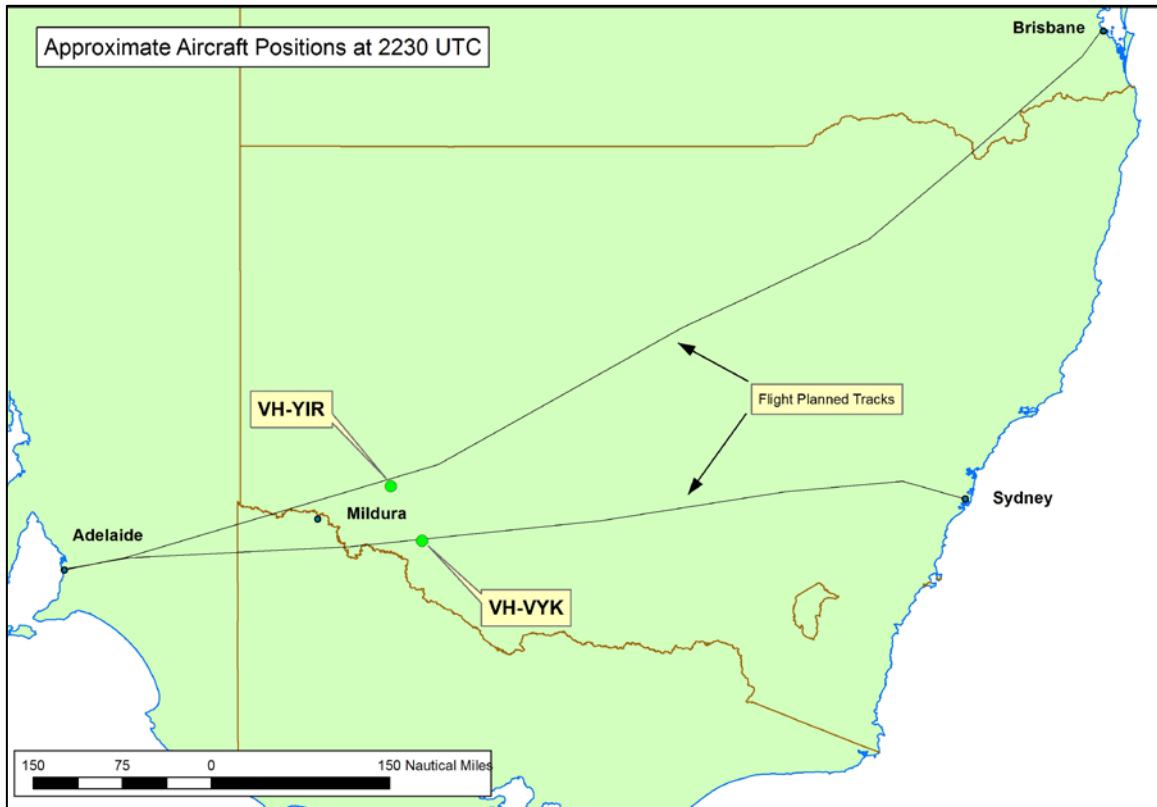 Approximate Aircraft Positions at 2230 UTC
Brisbane
VH-YIR
Flight Planned Tracks
Mildura
Sydney
Adelaide
VH-VYK
150 75 0 150 Nautical Miles